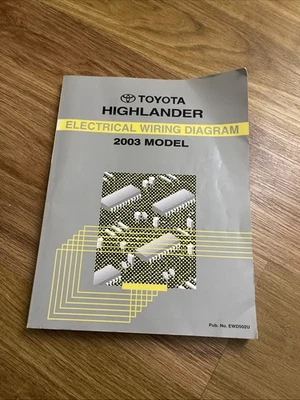 TOYOTA
HIGHLANDER
ELECTRICAL WIRING DIAGRAM
2003 MODEL
Pub. No. EWD502U